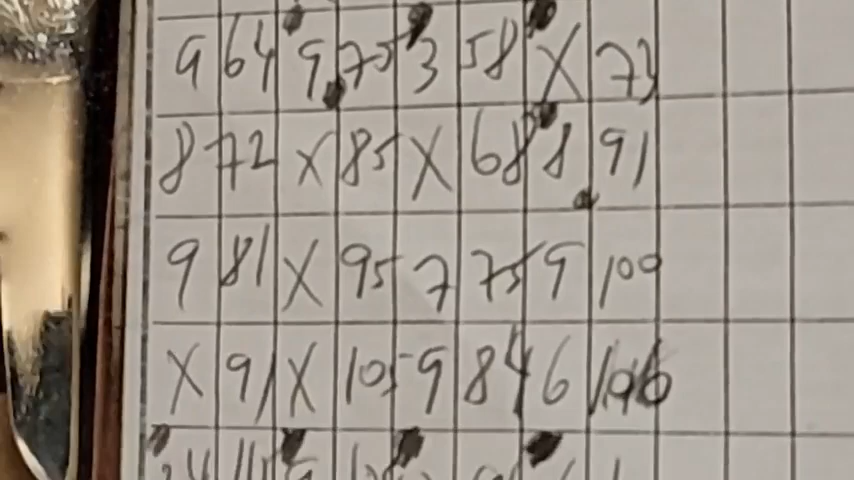 9 64 9 75 3 58 X 73
8 72 X 85 X 68 8 91
9 81 X 95 7 75 9 100
X 91 X 105 9 84 6 106